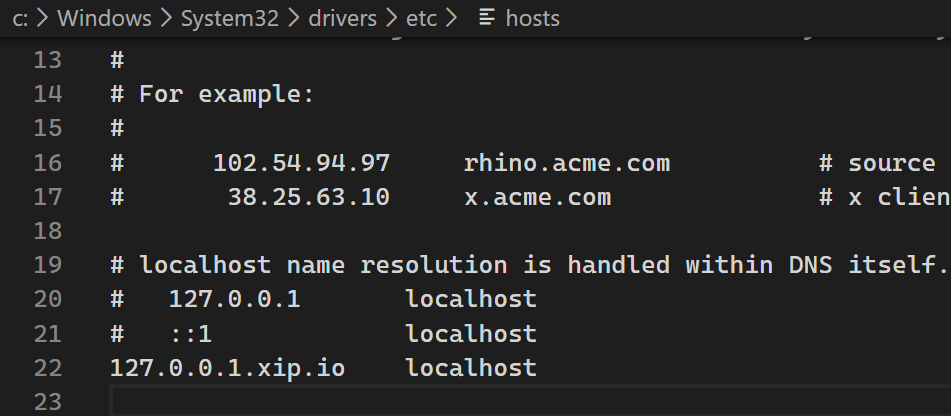 c: > Windows > System32 > drivers > etc > hosts
13 #
14 # For example:
15 #
16 # 102.54.94.97 rhino.acme.com # source
17 # 38.25.63.10 x.acme.com # x clien
18
19 # localhost name resolution is handled within DNS itself.
20 # 127.0.0.1 localhost
21 # ::1 localhost
22 127.0.0.1.xip.io localhost
23